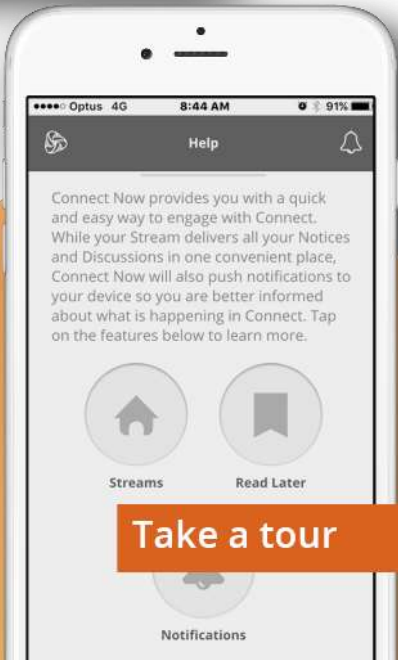 Optus 4G 8:44 AM 91%
Help
Connect Now provides you with a quick
and easy way to engage with Connect.
While your Stream delivers all your Notices
and Discussions in one convenient place,
Connect Now will also push notifications to
your device so you are better informed
about what is happening in Connect. Tap
on the features below to learn more.
Streams Read Later
Take a tour
Notifications